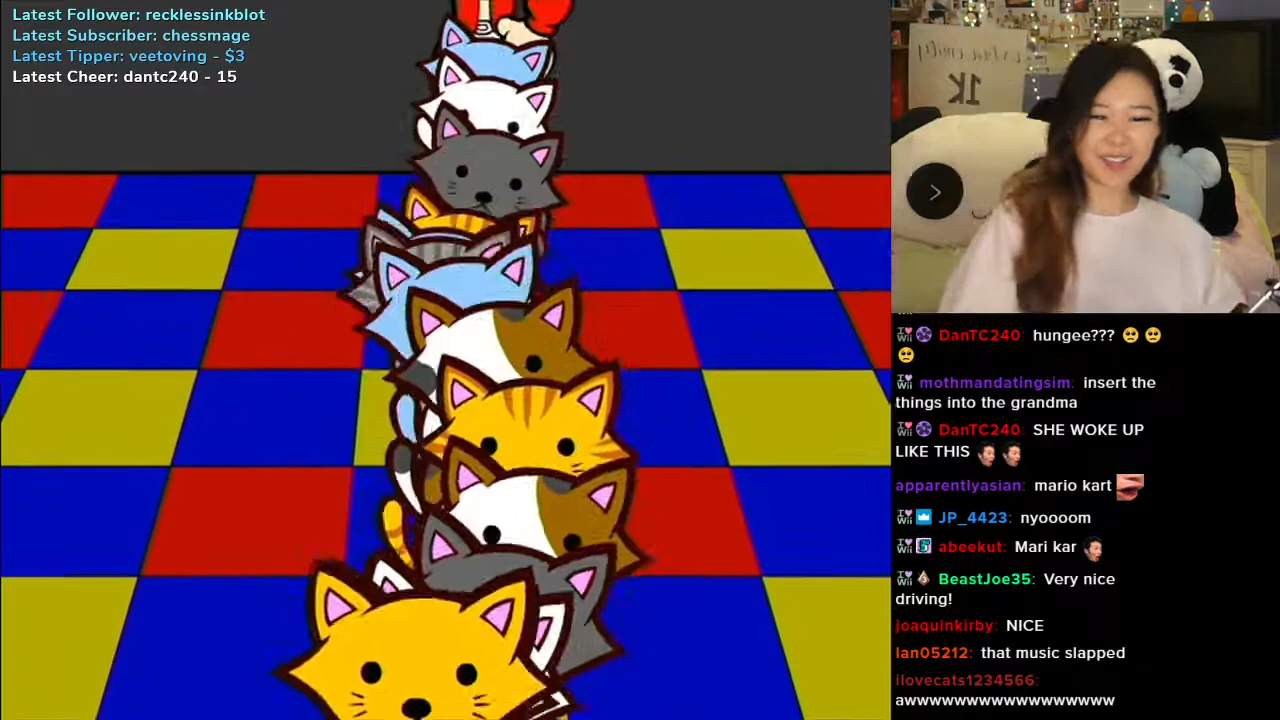 Latest Follower: recklessinkblot
Latest Subscriber: chessmage
Latest Tipper: veetoving - $3
Latest Cheer: dantc240 - 15
1K
DanTC240: hungee??? 🥺 🥺
🥺
mothmandatingsim: insert the
things into the grandma
DanTC240: SHE WOKE UP
LIKE THIS
apparentlyasian: mario kart
JP_4423: nyoooom
abeekut: Mari kar
BeastJoe35: Very nice
driving!
joaquinkirby: NICE
Ian05212: that music slapped
ilovecats1234566:
awwwwwwwwwwwwwwwww